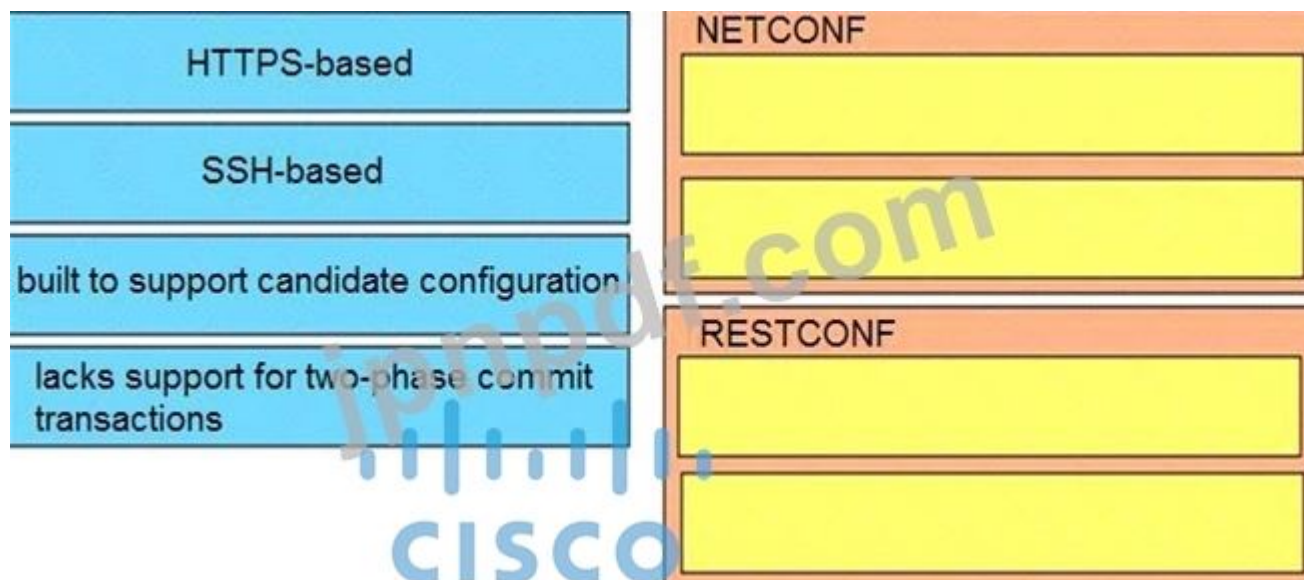 HTTPS-based
SSH-based
built to support candidate configuration
lacks support for two-phase commit
transactions
NETCONF
RESTCONF
jpnpdf.com
CISCO